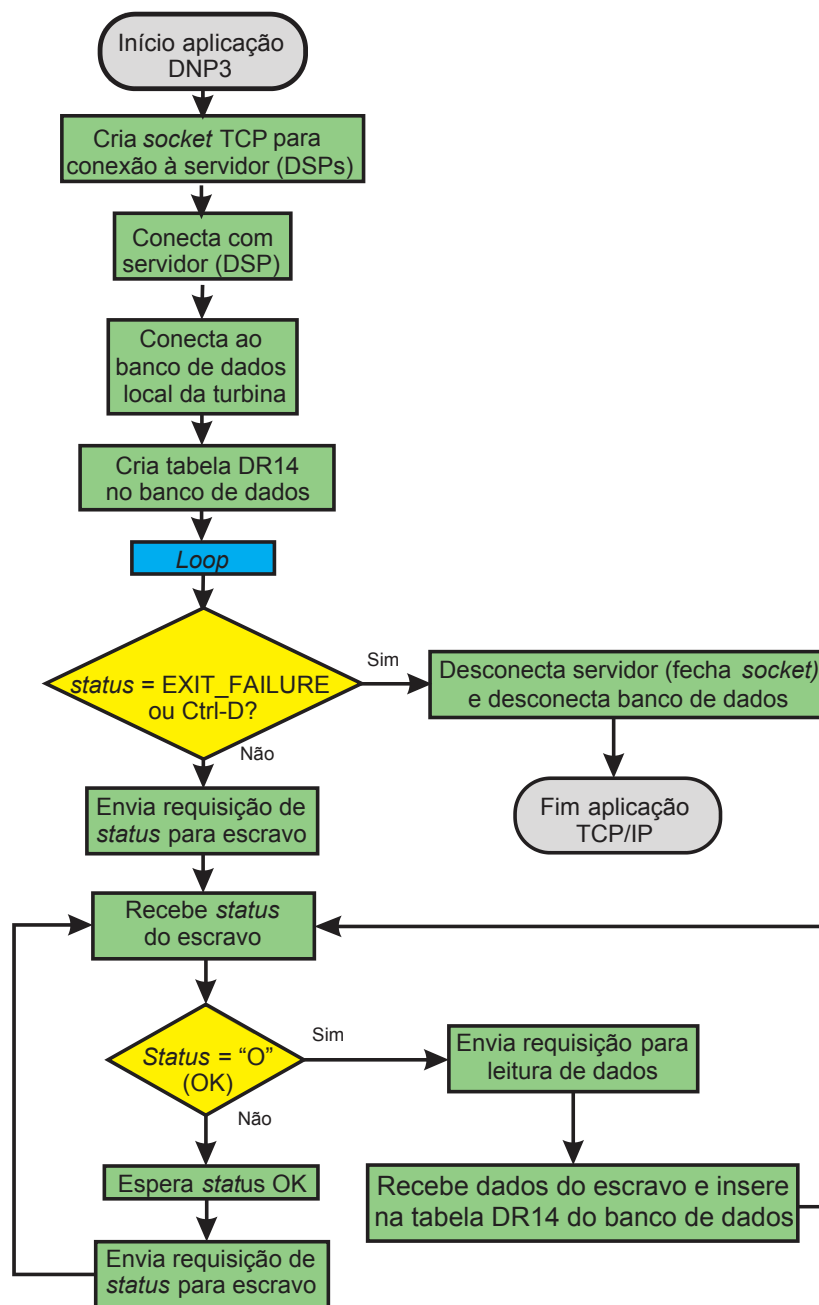 Início aplicação
DNP3
Cria socket TCP para
conexão à servidor (DSPs)
Conecta com
servidor (DSP)
Conecta ao
banco de dados
local da turbina
Cria tabela DR14
no banco de dados
Loop
status = EXIT_FAILURE
ou Ctrl-D?
Sim
Desconecta servidor (fecha socket)
e desconecta banco de dados
Não
Fim aplicação
TCP/IP
Envia requisição de
status para escravo
Recebe status
do escravo
Status = “O”
(OK)
Sim
Envia requisição para
leitura de dados
Não
Espera status OK
Recebe dados do escravo e insere
na tabela DR14 do banco de dados
Envia requisição de
status para escravo